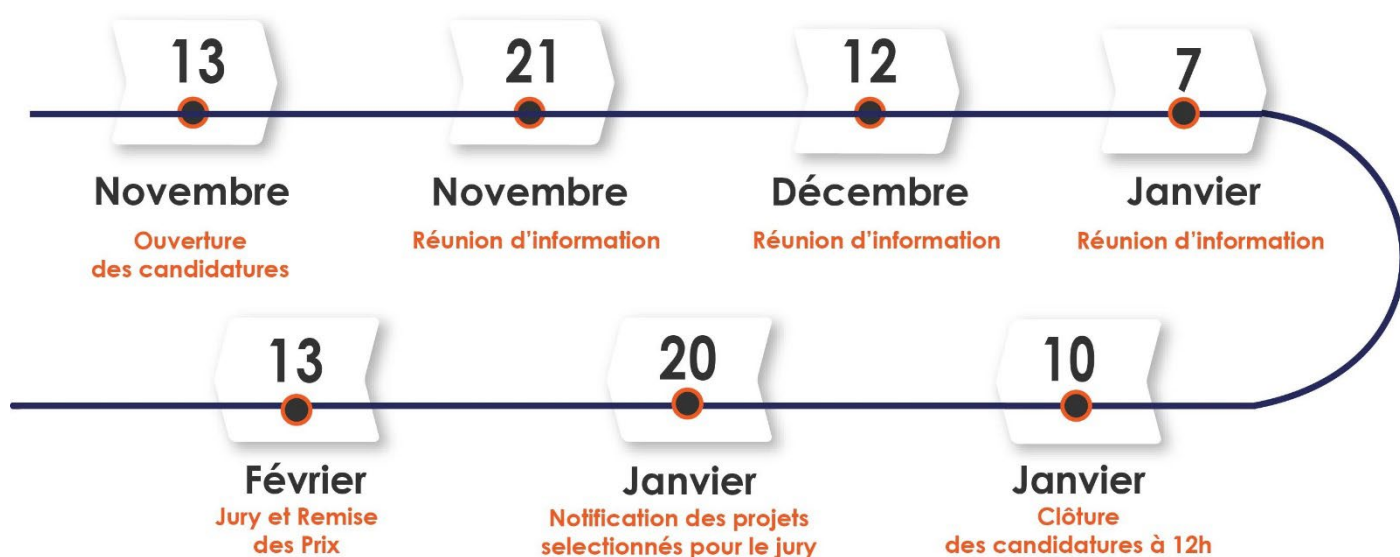 13
Novembre
Ouverture
des candidatures
21
Novembre
Réunion d'information
12
Décembre
Réunion d'information
7
Janvier
Réunion d'information
10
Janvier
Clôture
des candidatures à 12h
20
Janvier
Notification des projets
selectionnés pour le jury
13
Février
Jury et Remise
des Prix